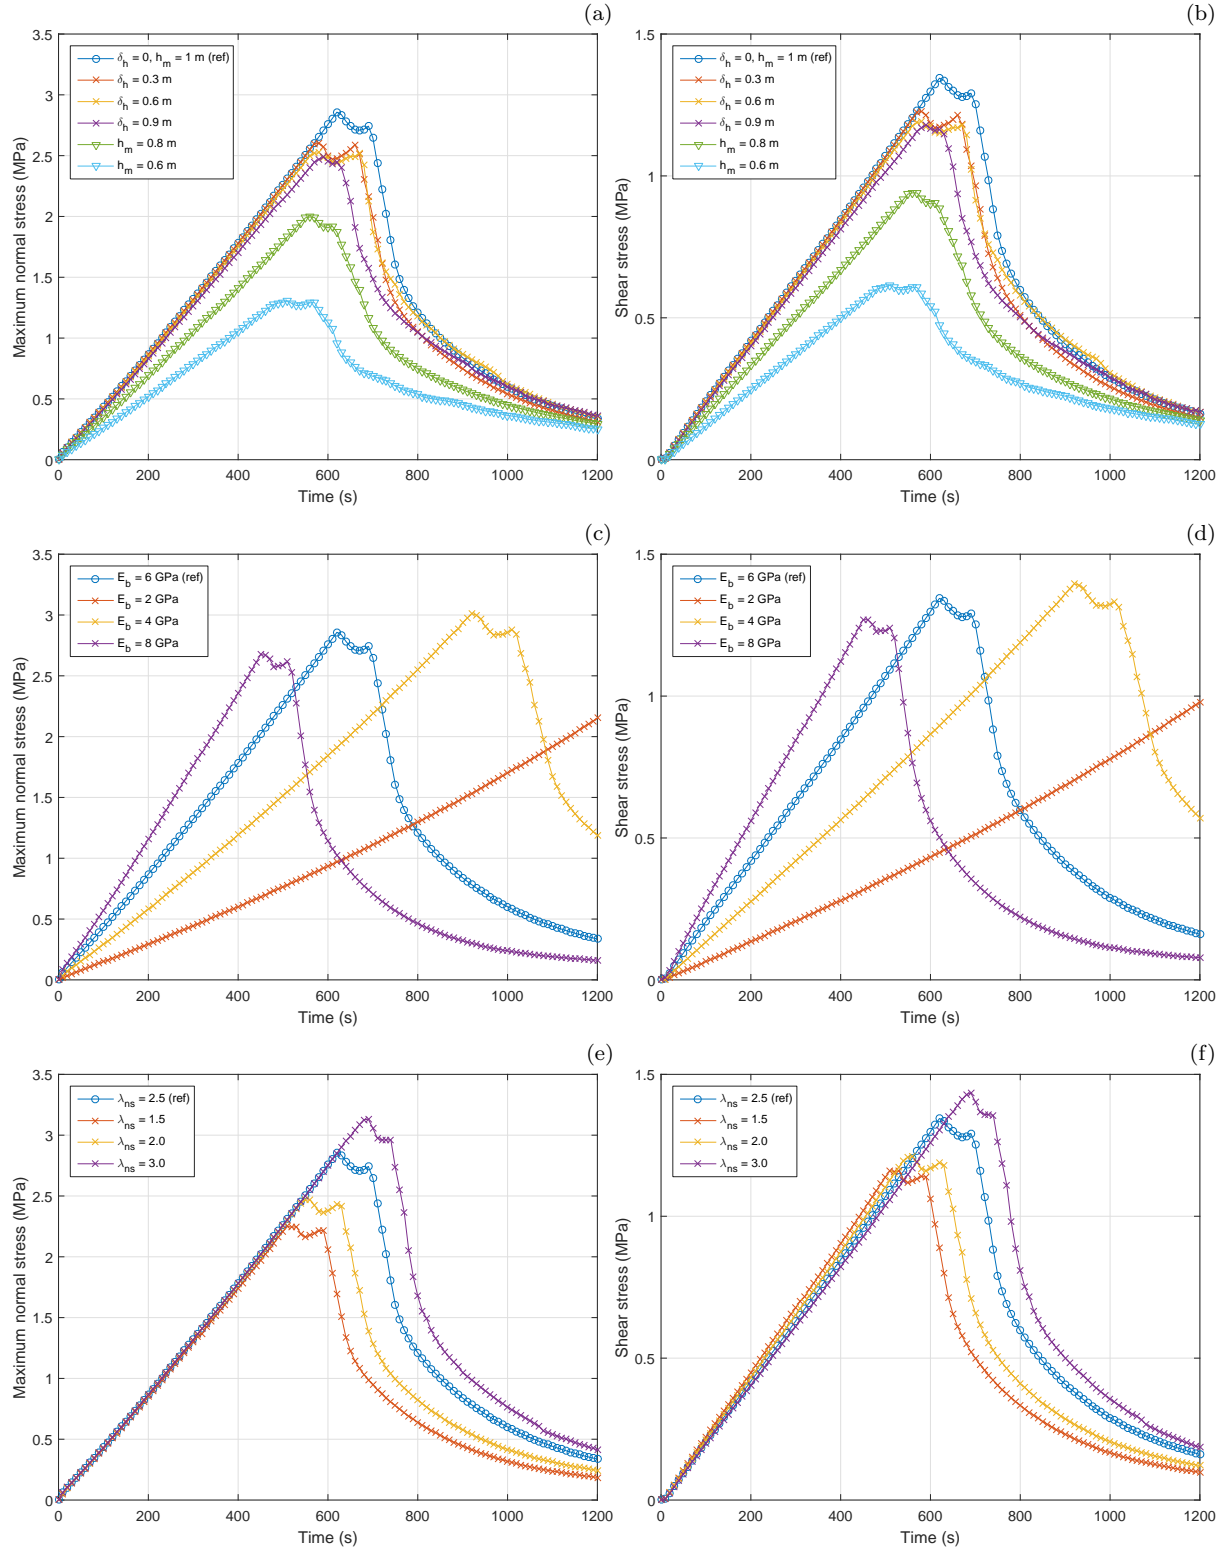 (a)
3.5
3
2.5
2
1.5
1
0.5
0
Maximum normal stress (MPa)
δh = 0, hm = 1 m (ref)
δh = 0.3 m
δh = 0.6 m
δh = 0.9 m
hm = 0.8 m
hm = 0.6 m
0 200 400 600 800 1000 1200
Time (s)
(b)
1.5
1
0.5
0
Shear stress (MPa)
δh = 0, hm = 1 m (ref)
δh = 0.3 m
δh = 0.6 m
δh = 0.9 m
hm = 0.8 m
hm = 0.6 m
0 200 400 600 800 1000 1200
Time (s)
(c)
3.5
3
2.5
2
1.5
1
0.5
0
Maximum normal stress (MPa)
Eb = 6 GPa (ref)
Eb = 2 GPa
Eb = 4 GPa
Eb = 8 GPa
0 200 400 600 800 1000 1200
Time (s)
(d)
1.5
1
0.5
0
Shear stress (MPa)
Eb = 6 GPa (ref)
Eb = 2 GPa
Eb = 4 GPa
Eb = 8 GPa
0 200 400 600 800 1000 1200
Time (s)
(e)
3.5
3
2.5
2
1.5
1
0.5
0
Maximum normal stress (MPa)
λns = 2.5 (ref)
λns = 1.5
λns = 2.0
λns = 3.0
0 200 400 600 800 1000 1200
Time (s)
(f)
1.5
1
0.5
0
Shear stress (MPa)
λns = 2.5 (ref)
λns = 1.5
λns = 2.0
λns = 3.0
0 200 400 600 800 1000 1200
Time (s)